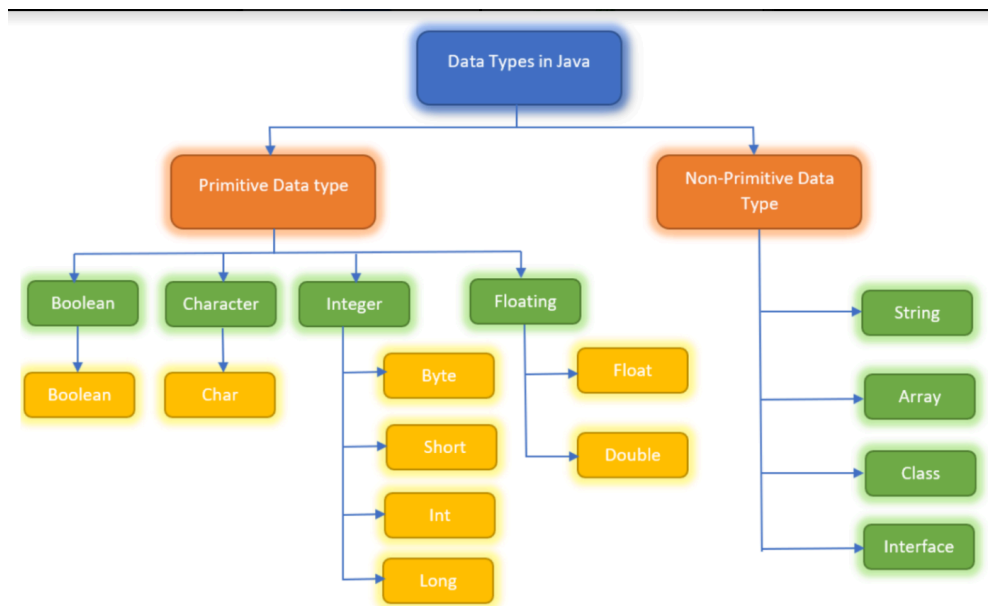 Data Types in Java
Primitive Data type
Non-Primitive Data
Type
Boolean
Character
Integer
Floating
String
Boolean
Char
Byte
Float
Array
Short
Double
Class
Int
Interface
Long